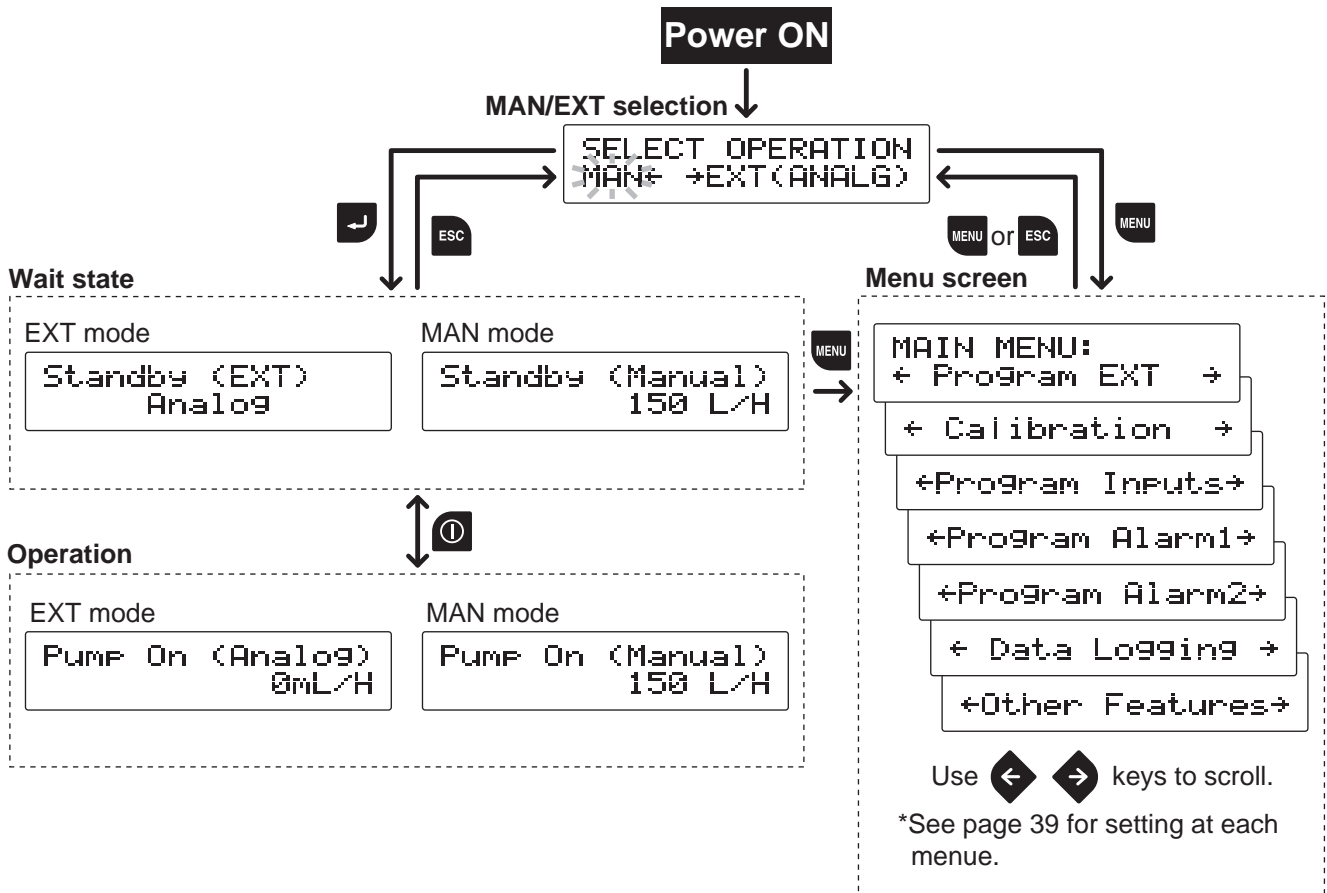 Power ON
MAN/EXT selection
SELECT OPERATION
MAN← →EXT(ANALG)
ESC
MENU or ESC
MENU
Wait state
EXT mode
Standby (EXT)
Analog
MAN mode
Standby (Manual)
150 L/H
MENU
Operation
EXT mode
Pump On (Analog)
0mL/H
MAN mode
Pump On (Manual)
150 L/H
Menu screen
MAIN MENU:
← Program EXT →
← Calibration →
←Program Inputs→
←Program Alarm1→
←Program Alarm2→
← Data Logging →
←Other Features→
Use ← → keys to scroll.
*See page 39 for setting at each
menue.